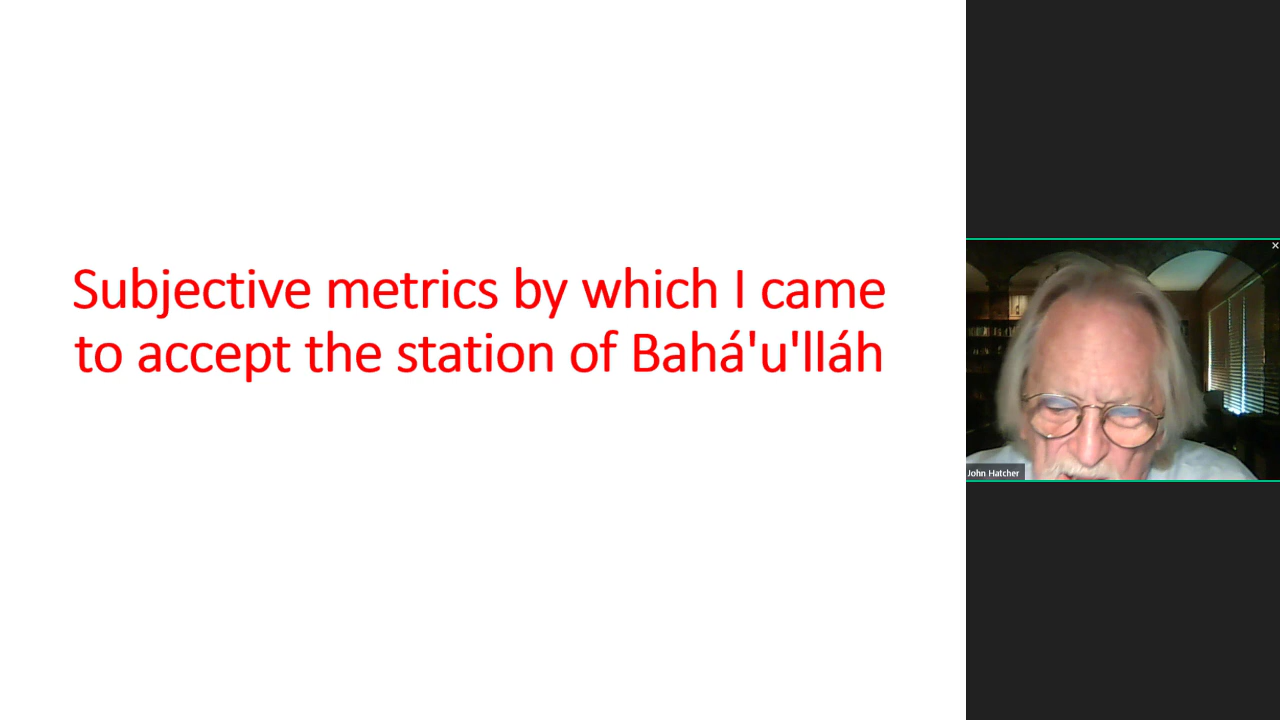 Subjective metrics by which I came
to accept the station of Bahá'u'lláh
John Hatcher